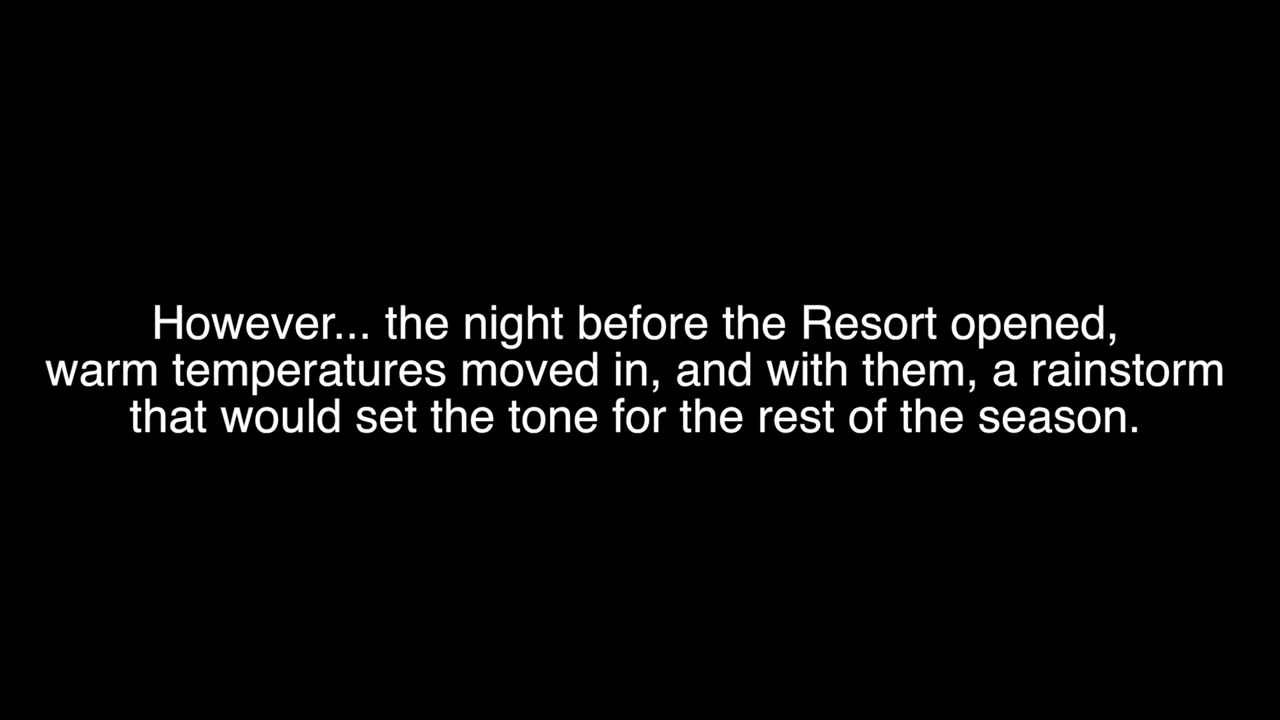 However... the night before the Resort opened,
warm temperatures moved in, and with them, a rainstorm
that would set the tone for the rest of the season.